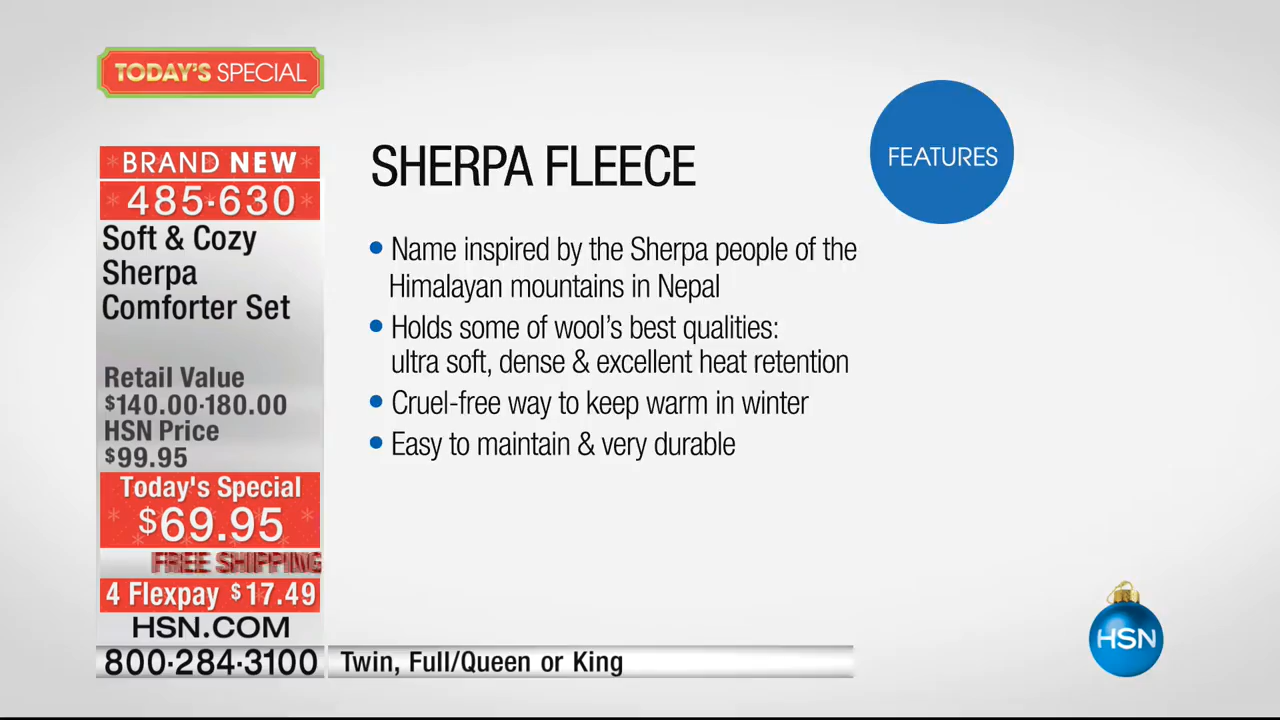 TODAY'S SPECIAL
BRAND NEW
485·630
Soft & Cozy
Sherpa
Comforter Set
Retail Value
$140.00-180.00
HSN Price
$99.95
Today's Special
$69.95
FREE SHIPPING
4 Flexpay $17.49
HSN.COM
800·284·3100
Twin, Full/Queen or King
SHERPA FLEECE
FEATURES
• Name inspired by the Sherpa people of the
Himalayan mountains in Nepal
• Holds some of wool's best qualities:
ultra soft, dense & excellent heat retention
• Cruel-free way to keep warm in winter
• Easy to maintain & very durable
HSN